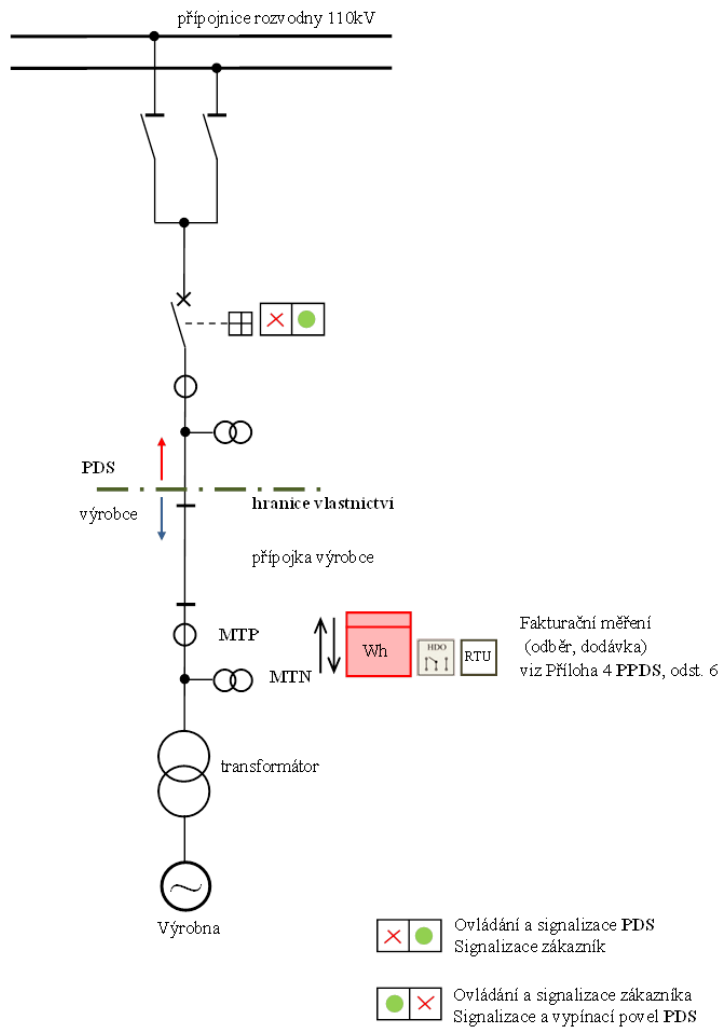 přípojnice rozvodny 110kV
PDS
hranice vlastnictví
výrobce
přípojka výrobce
MTP
MTN
Wh
HDO
RTU
Fakturační měření
(odběr, dodávka)
viz Příloha 4 PPDS, odst. 6
transformátor
Výrobna
Ovládání a signalizace PDS
Signalizace zákazník
Ovládání a signalizace zákazníka
Signalizace a vypínací povel PDS